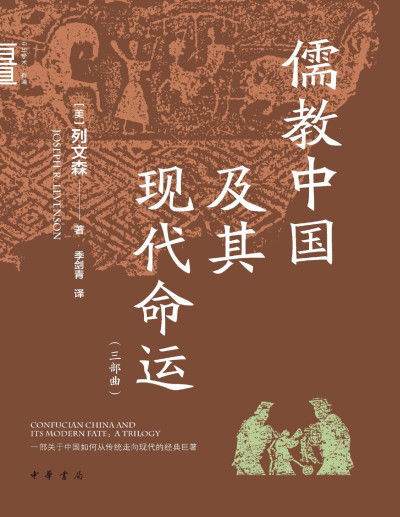 儒教中国
及其
现代命运
（三部曲）
［美］列文森 著
JOSEPH R. LEVENSON
季剑青 译
CONFUCIAN CHINA AND
ITS MODERN FATE: A TRILOGY
一部关于中国如何从传统走向现代的经典巨著
中华书局